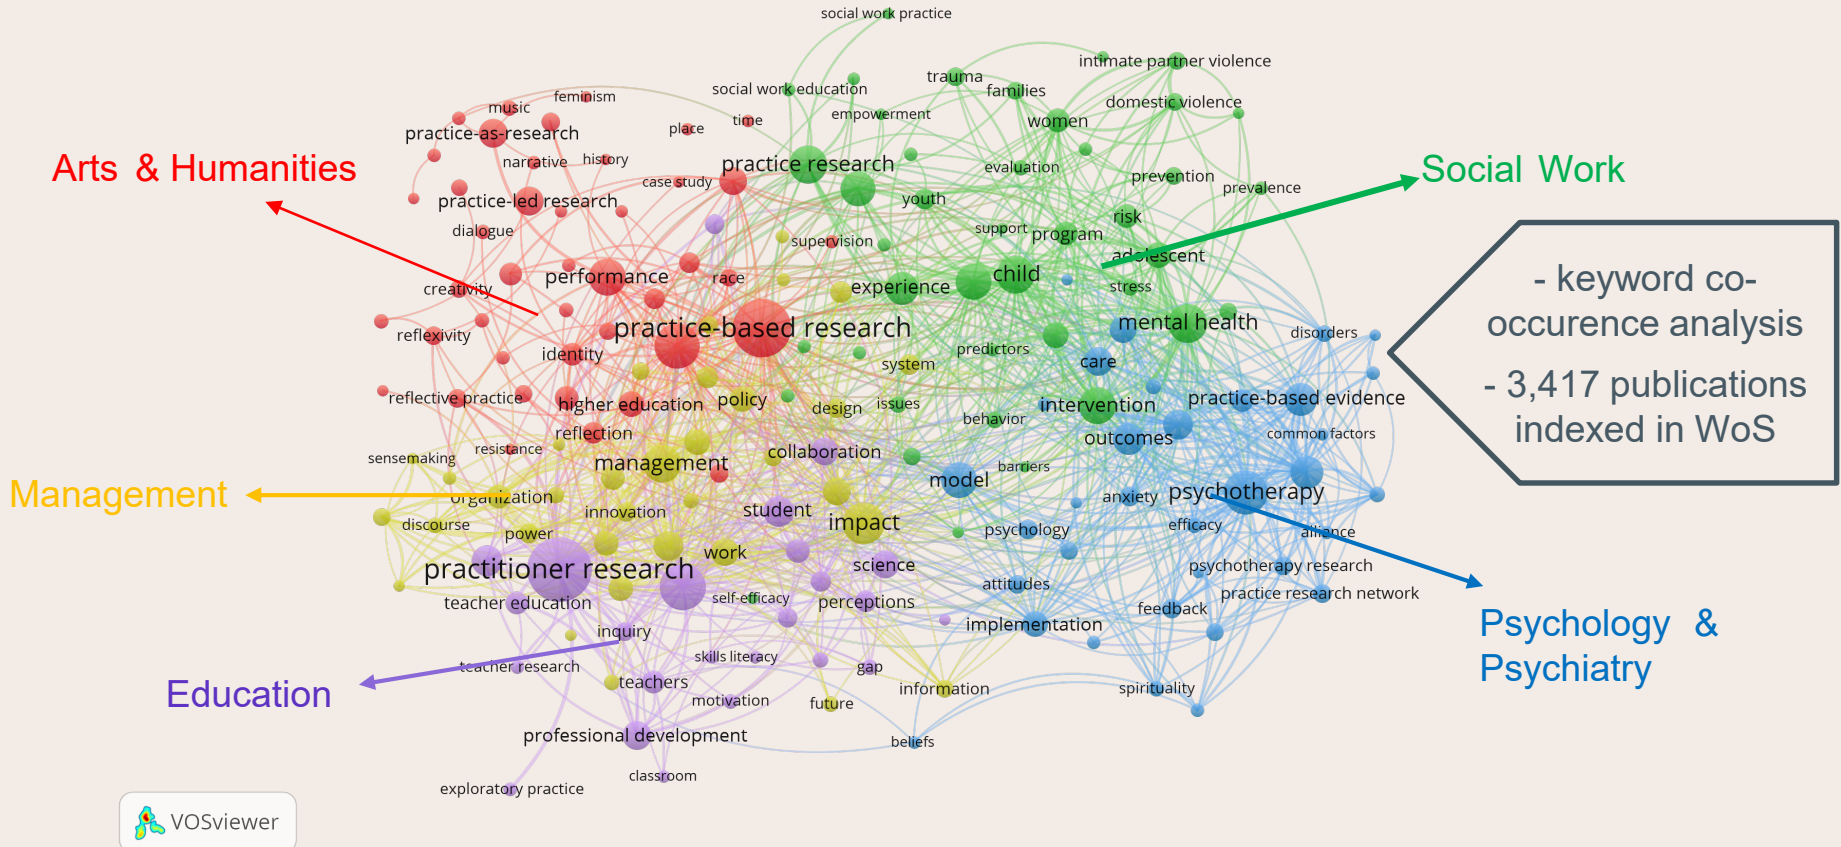 social work practice
intimate partner violence
trauma
families
social work education
domestic violence
feminism
music
empowerment
women
time
place
practice-as-research
Arts & Humanities
narrative
history
practice research
evaluation
Social Work
case study
prevention
prevalence
practice-led research
youth
risk
dialogue
supervision
support
program
adolescent
performance
race
creativity
experience
child
stress
- keyword co-
occurence analysis
- 3,417 publications
indexed in WoS
practice-based research
mental health
disorders
reflexivity
identity
predictors
system
care
reflective practice
higher education
policy
design
issues
intervention
practice-based evidence
behavior
reflection
outcomes
common factors
resistance
collaboration
sensemaking
management
barriers
model
Management
organization
anxiety
psychotherapy
innovation
student
impact
discourse
power
psychology
efficacy
alliance
work
practitioner research
science
psychotherapy research
attitudes
practice research network
teacher education
self-efficacy
perceptions
feedback
inquiry
implementation
Psychology &
Psychiatry
skills literacy
teacher research
gap
Education
teachers
information
spirituality
motivation
future
professional development
beliefs
classroom
exploratory practice
VOSviewer